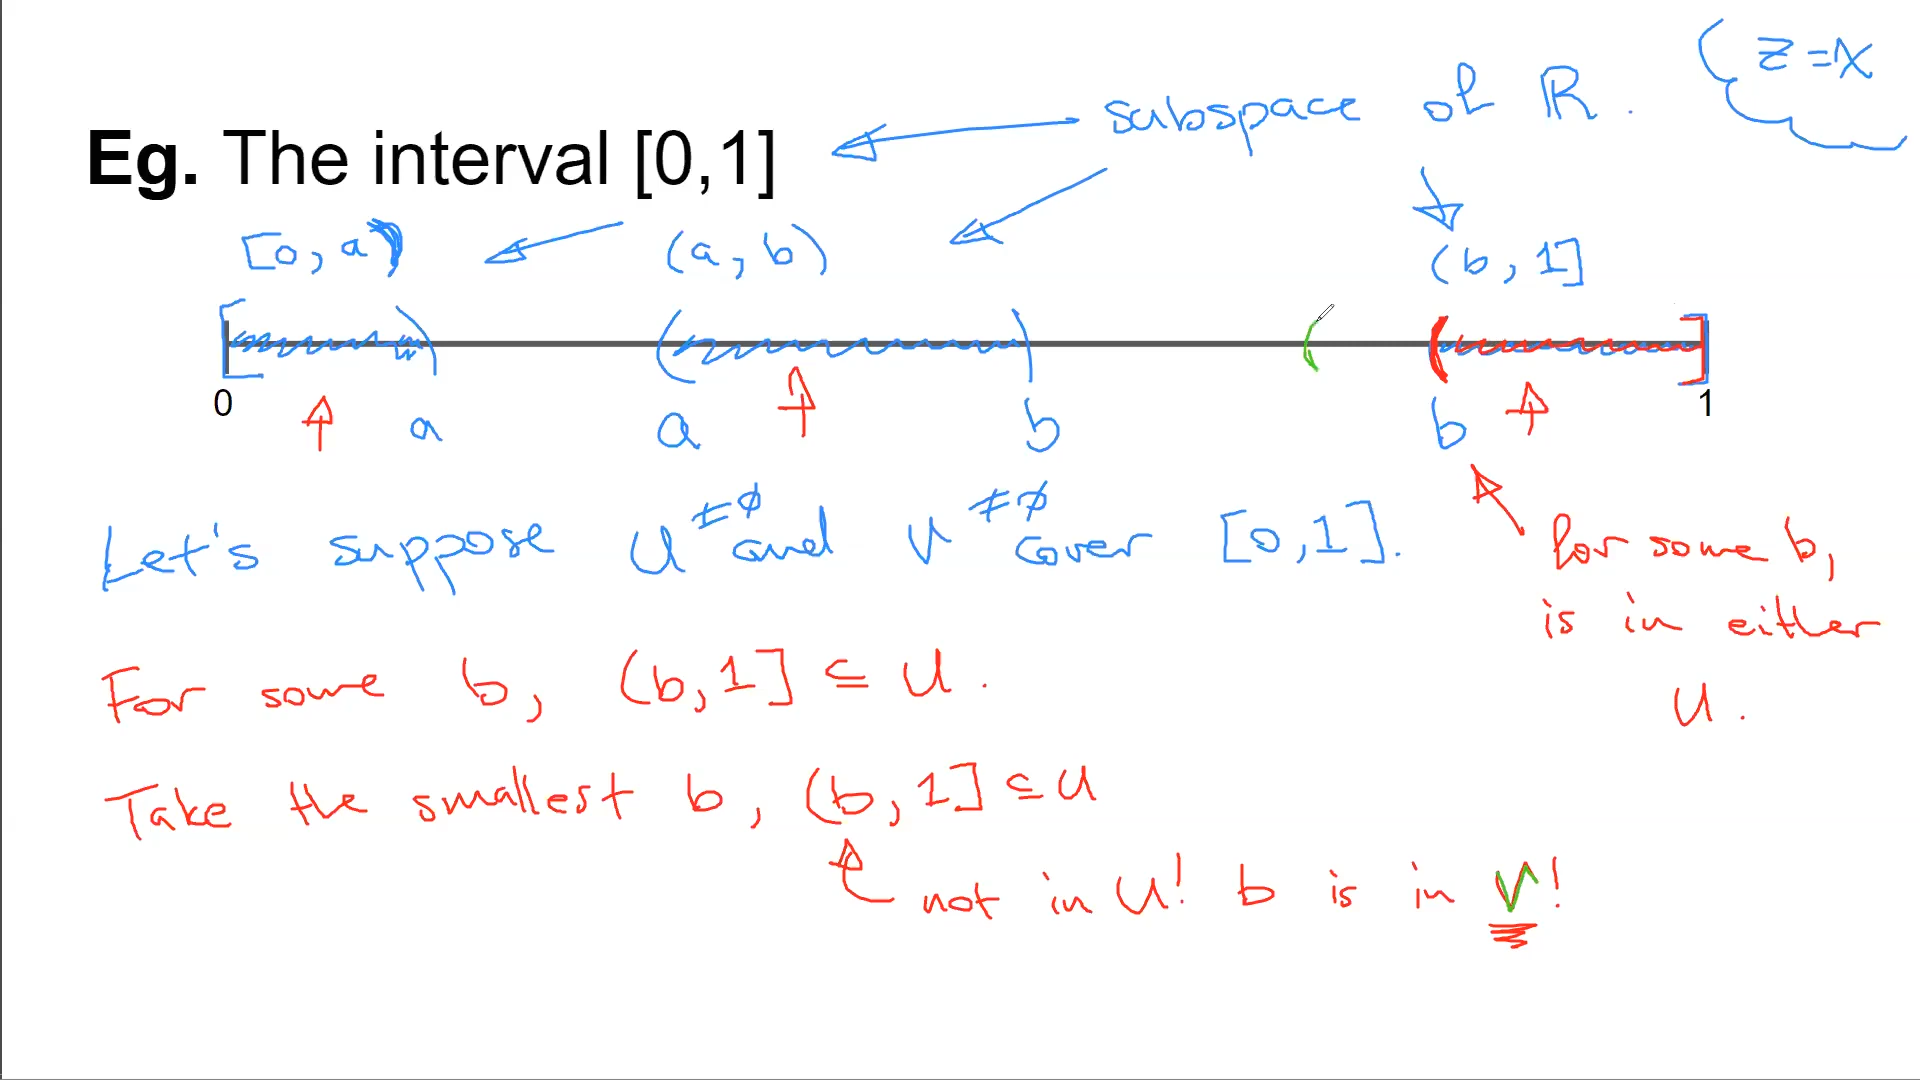 z = x
subspace of ℝ.
Eg. The interval [0,1]
[0, a) (a, b) (b, 1]
0 a a b b 1
Let's suppose U ≠∅ and V ≠∅ cover [0,1].
for some b,
is in either
U.
For some b, (b,1] ⊆ U.
Take the smallest b, (b,1] ⊆ U
not in U! b is in V!